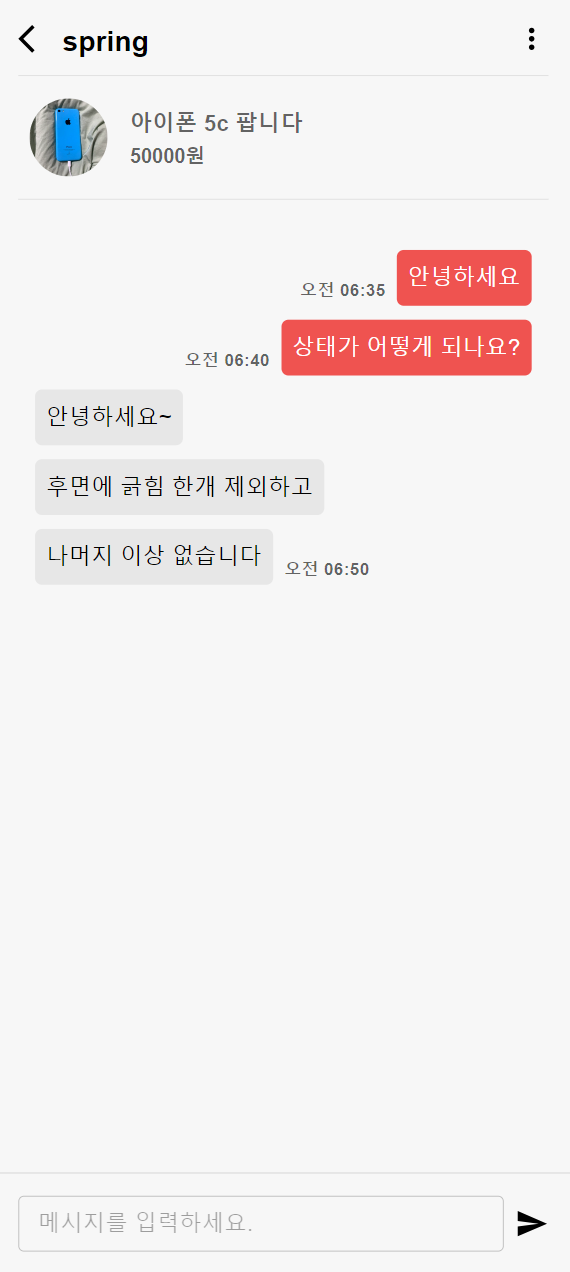 spring
아이폰 5c 팝니다
50000원
오전 06:35 안녕하세요
오전 06:40 상태가 어떻게 되나요?
안녕하세요~
후면에 긁힘 한개 제외하고
나머지 이상 없습니다 오전 06:50
메시지를 입력하세요.